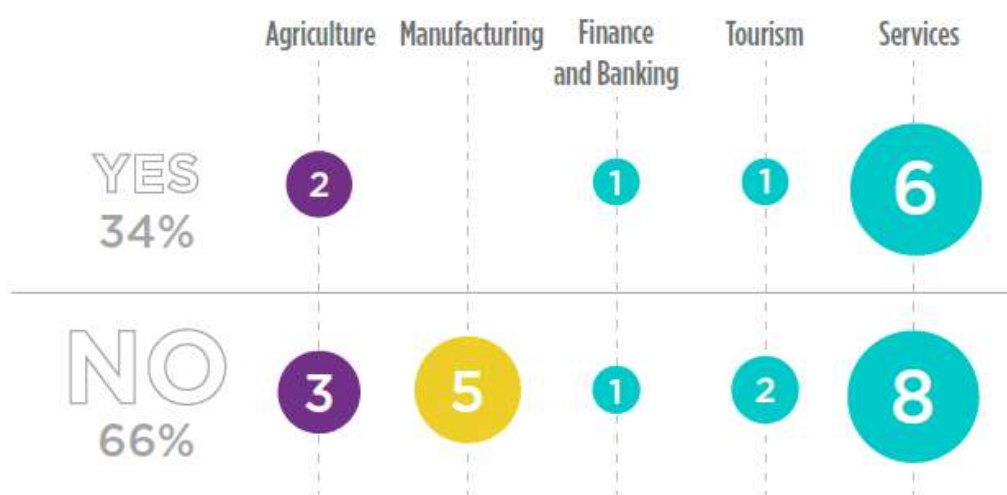 Agriculture Manufacturing Finance and Banking Tourism Services
YES 2 1 1 6
34%
NO 3 5 1 2 8
66%